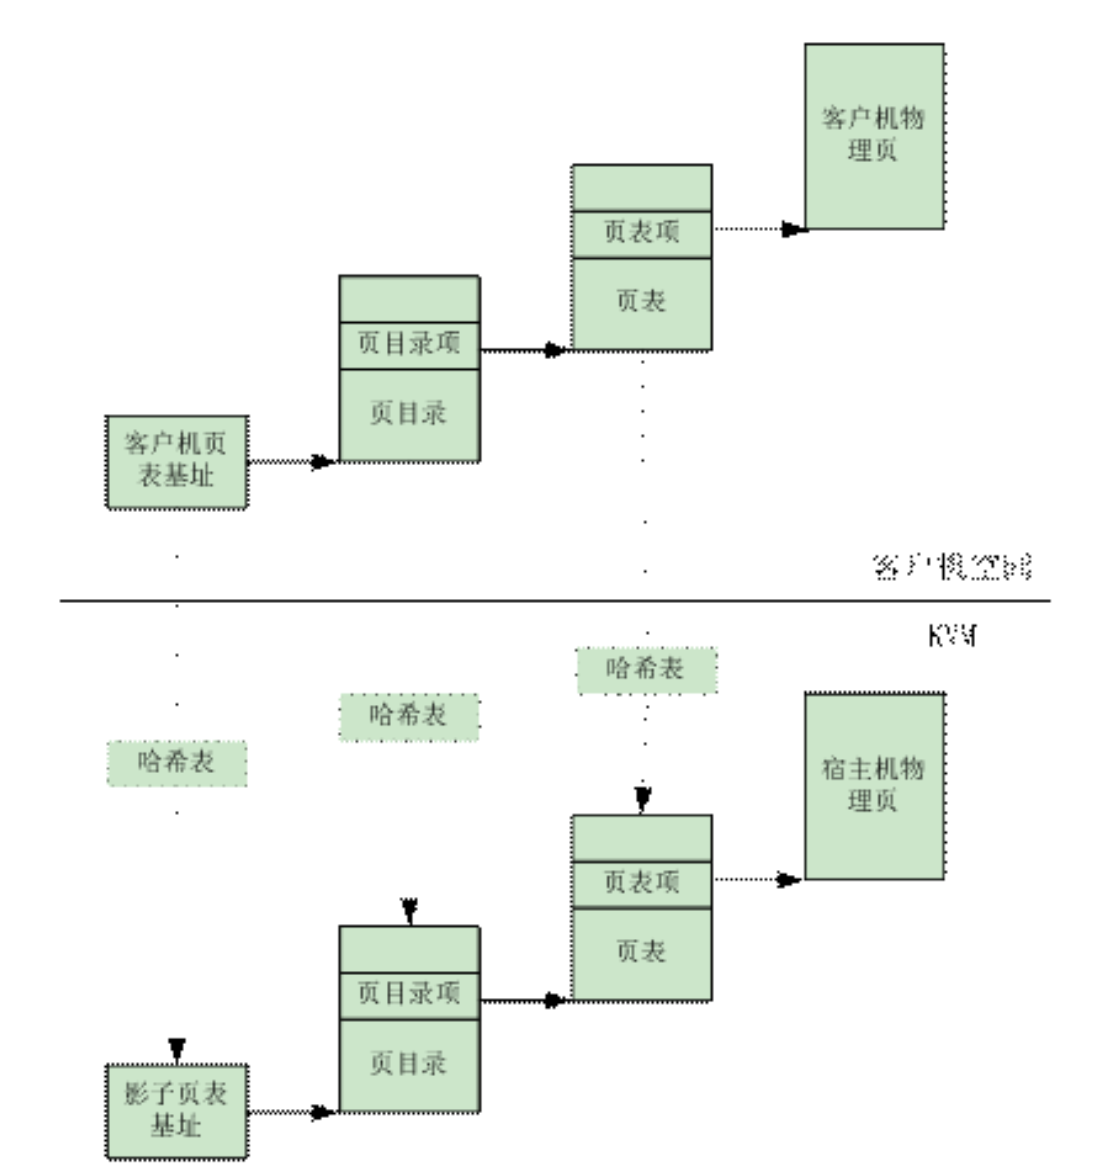 客户机物
理页
页表项
页表
页目录项
页目录
客户机页
表基址
客户机空间
KVM
哈希表
哈希表
哈希表
宿主机物
理页
页表项
页表
页目录项
页目录
影子页表
基址